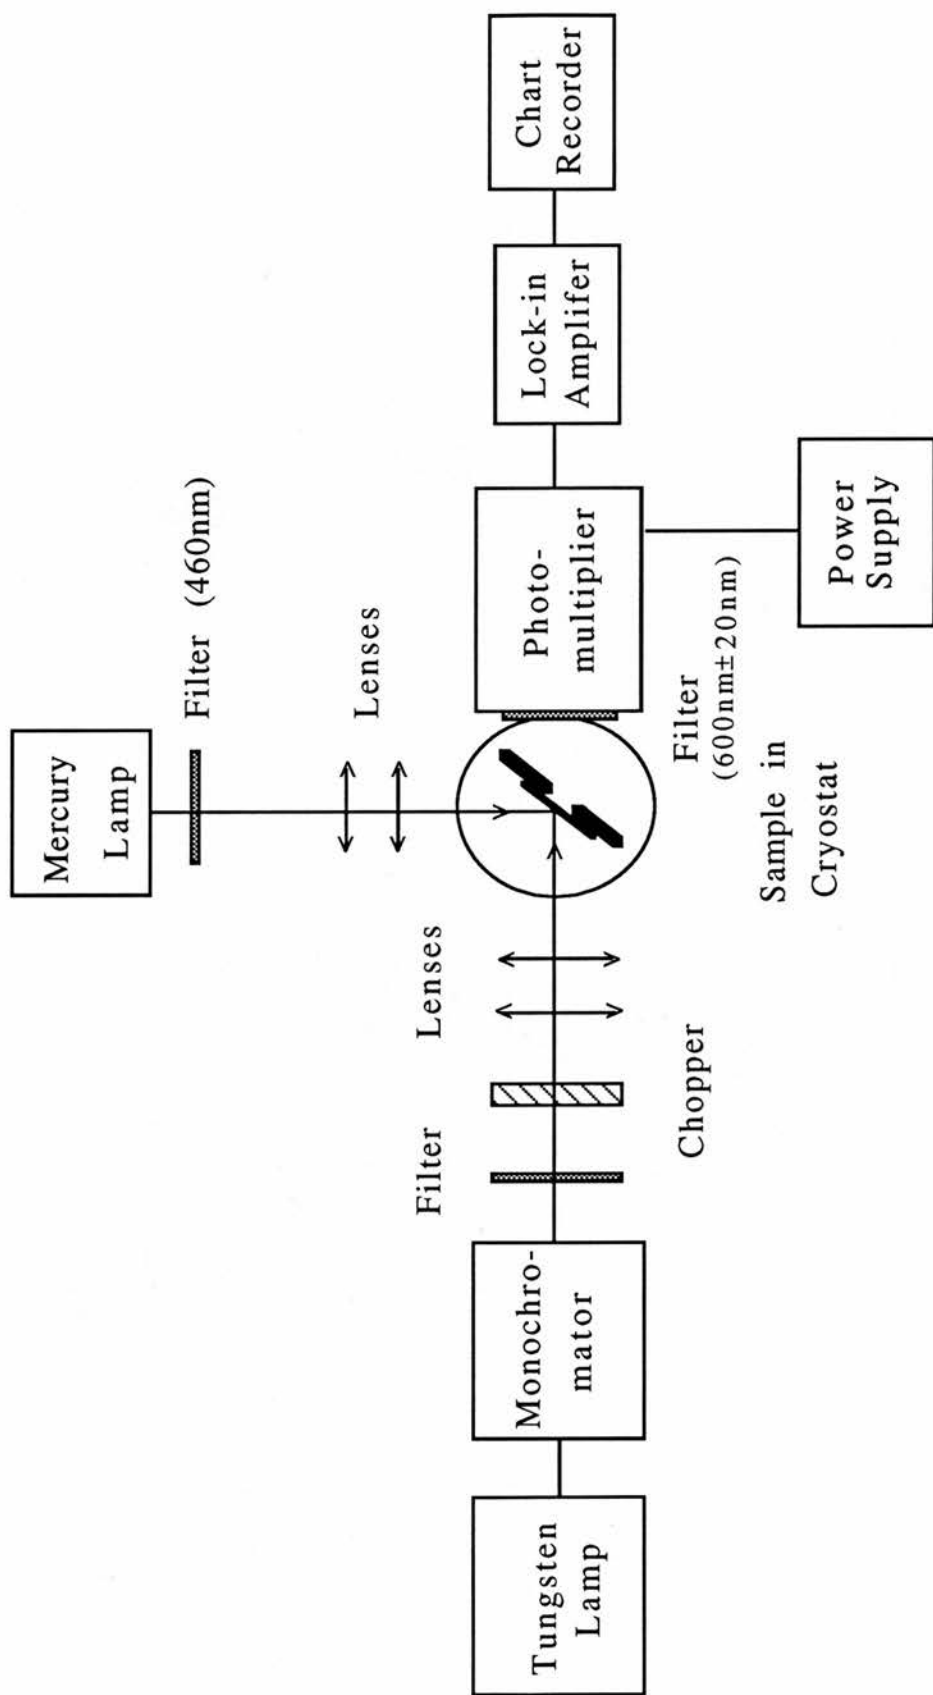 Mercury
Lamp
Filter (460nm)
Lenses
Tungsten
Lamp
Monochro-
mator
Filter
Chopper
Lenses
Sample in
Cryostat
Filter
(600nm±20nm)
Photo-
multiplier
Power
Supply
Lock-in
Amplifer
Chart
Recorder